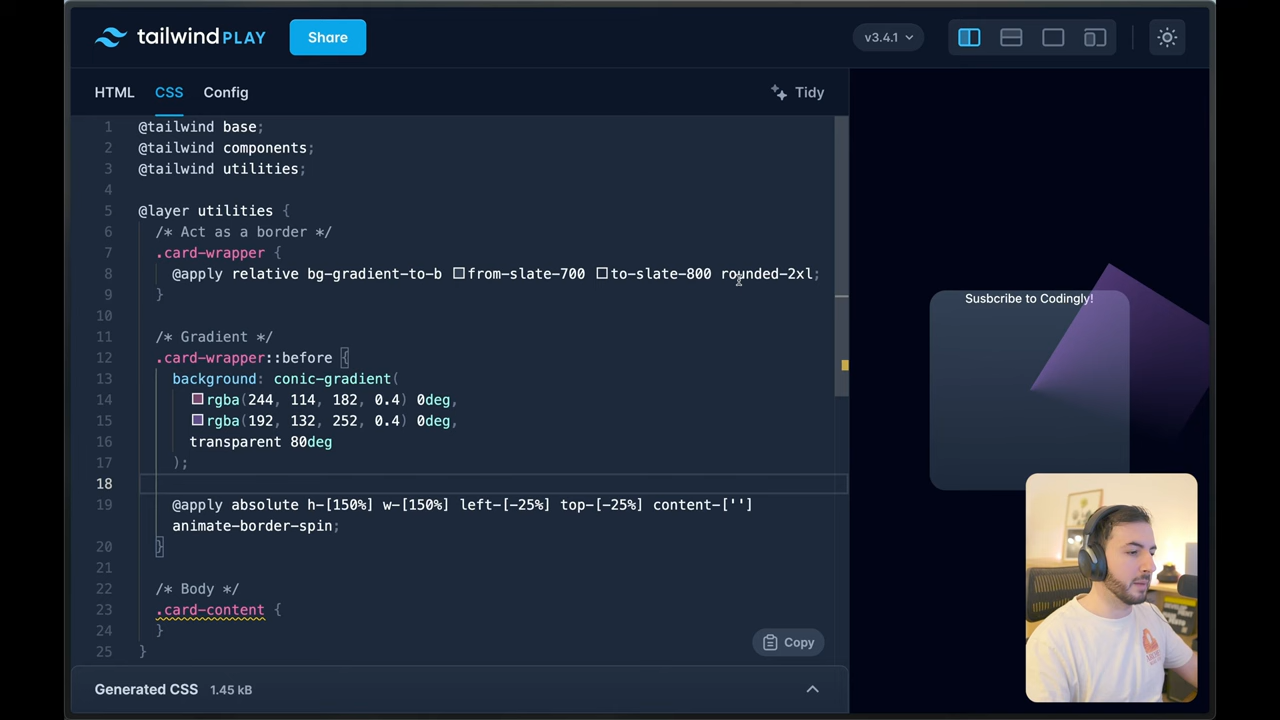 tailwind PLAY
Share
v3.4.1
HTML CSS Config
Tidy
1 @tailwind base;
2 @tailwind components;
3 @tailwind utilities;
4
5 @layer utilities {
6 /* Act as a border */
7 .card-wrapper {
8 @apply relative bg-gradient-to-b from-slate-700 to-slate-800 rounded-2xl;
9 }
10
11 /* Gradient */
12 .card-wrapper::before {
13 background: conic-gradient(
14 rgba(244, 114, 182, 0.4) 0deg,
15 rgba(192, 132, 252, 0.4) 0deg,
16 transparent 80deg
17 );
18
19 @apply absolute h-[150%] w-[150%] left-[-25%] top-[-25%] content-['']
animate-border-spin;
20 }
21
22 /* Body */
23 .card-content {
24 }
25 }
Copy
Generated CSS 1.45 kB
Susbcribe to Codingly!